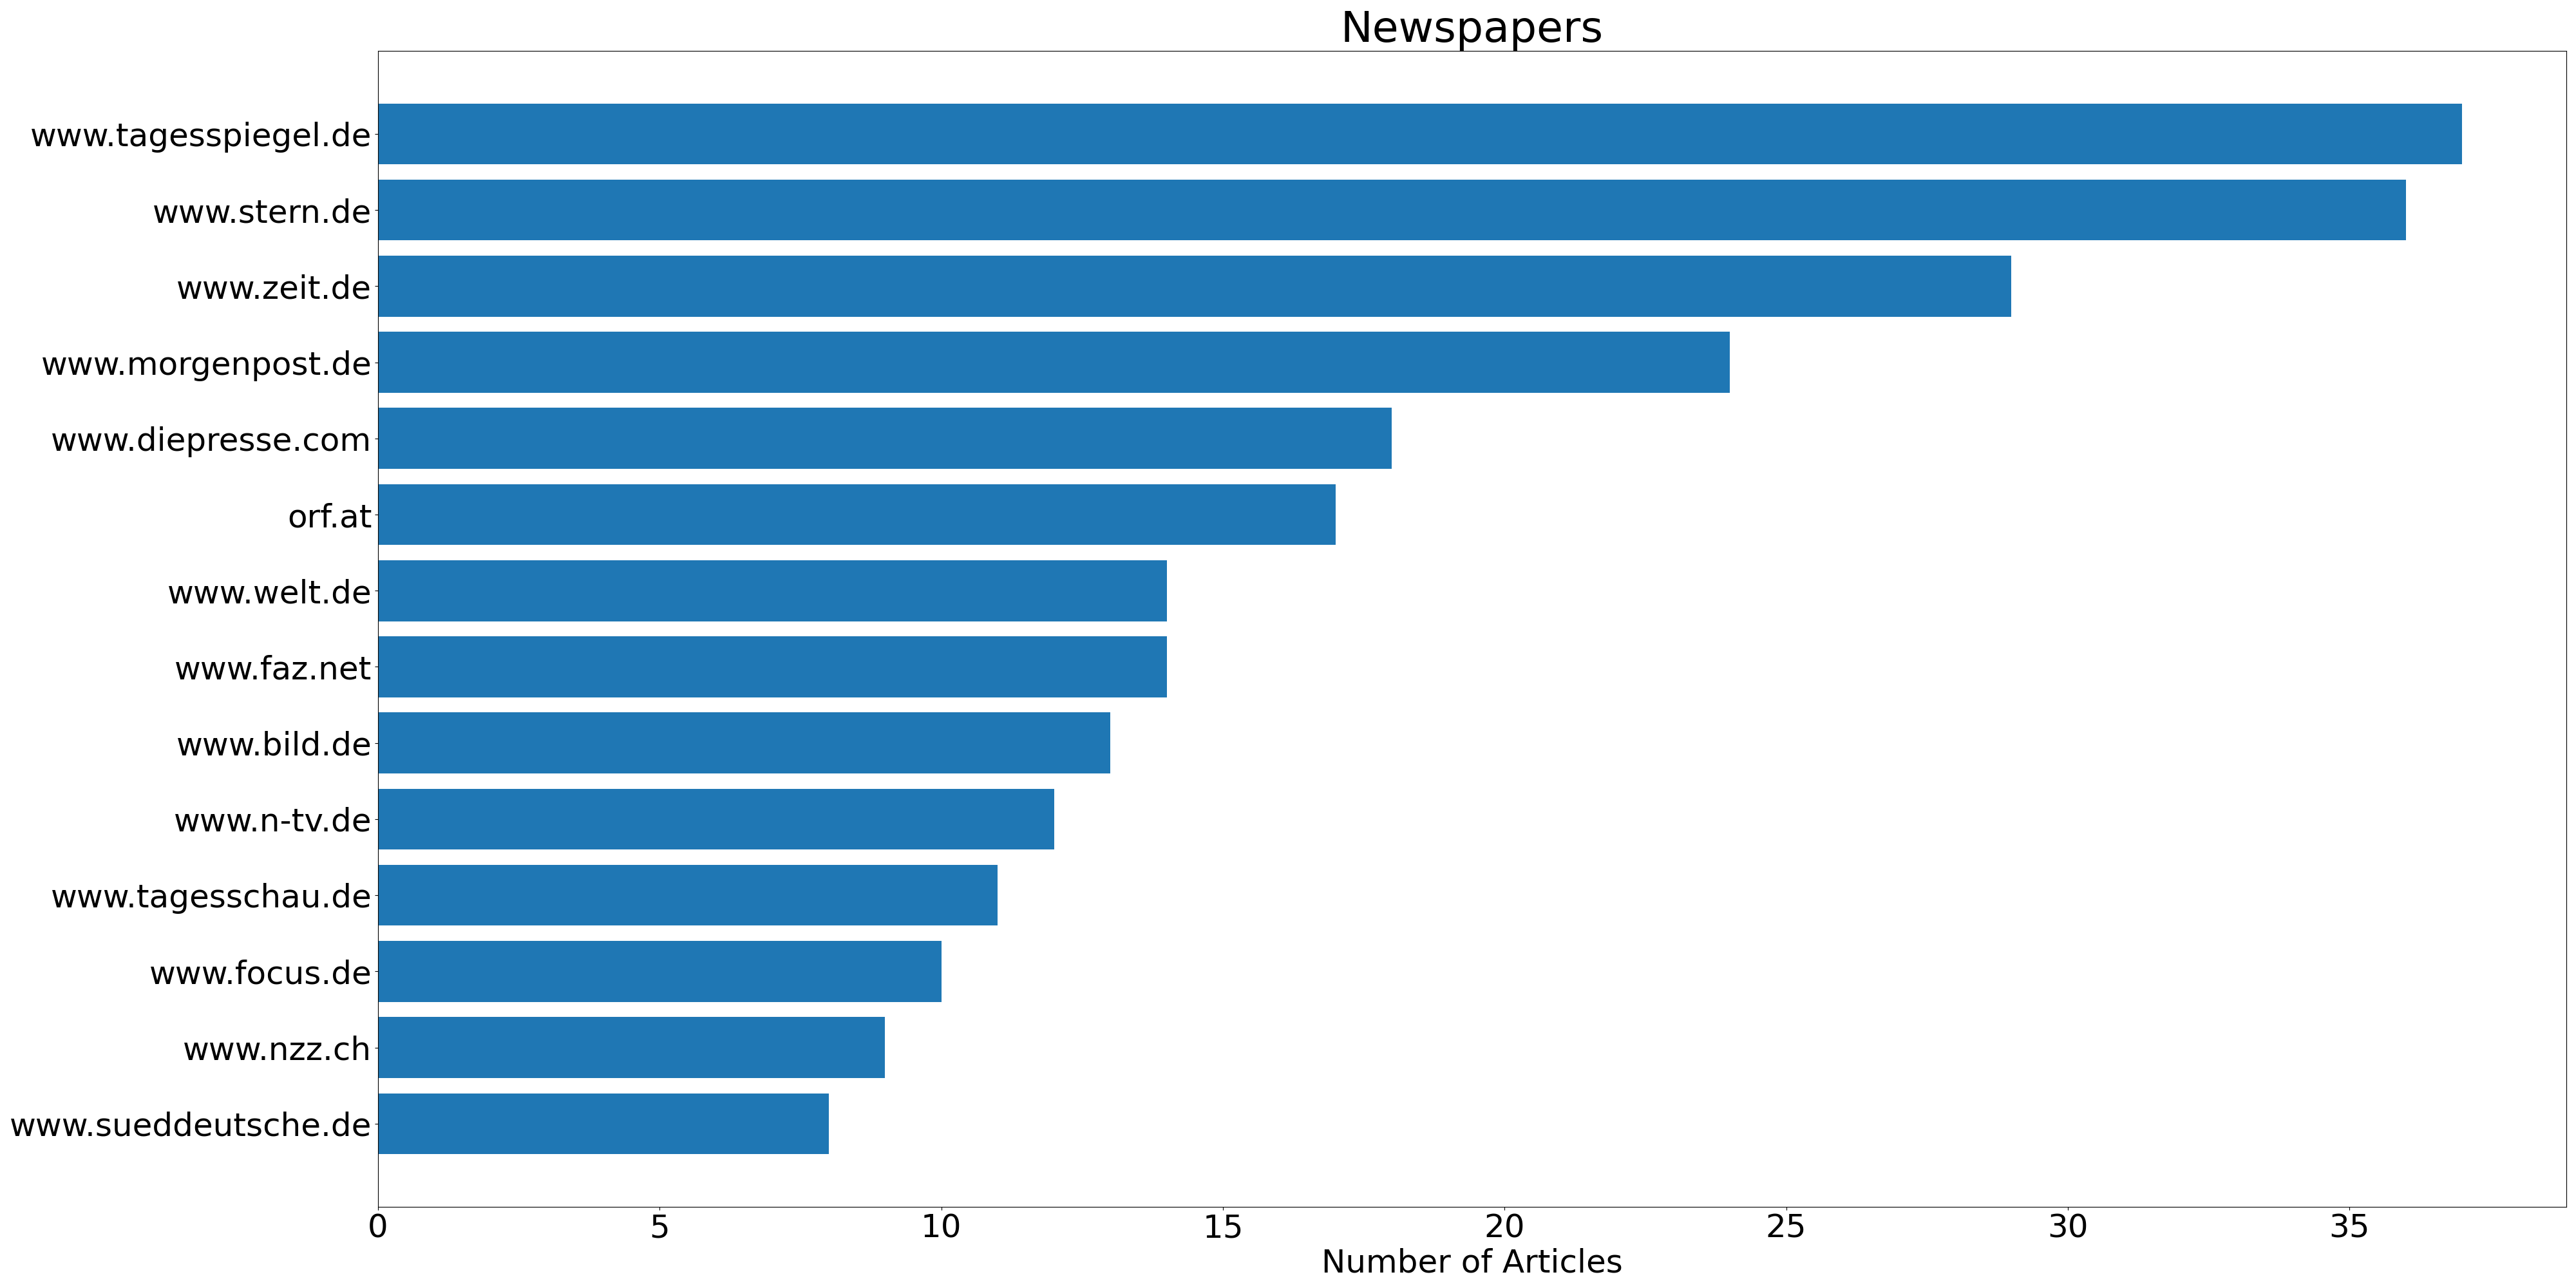 Newspapers
www.tagesspiegel.de
www.stern.de
www.zeit.de
www.morgenpost.de
www.diepresse.com
orf.at
www.welt.de
www.faz.net
www.bild.de
www.n-tv.de
www.tagesschau.de
www.focus.de
www.nzz.ch
www.sueddeutsche.de
0 5 10 15 20 25 30 35
Number of Articles